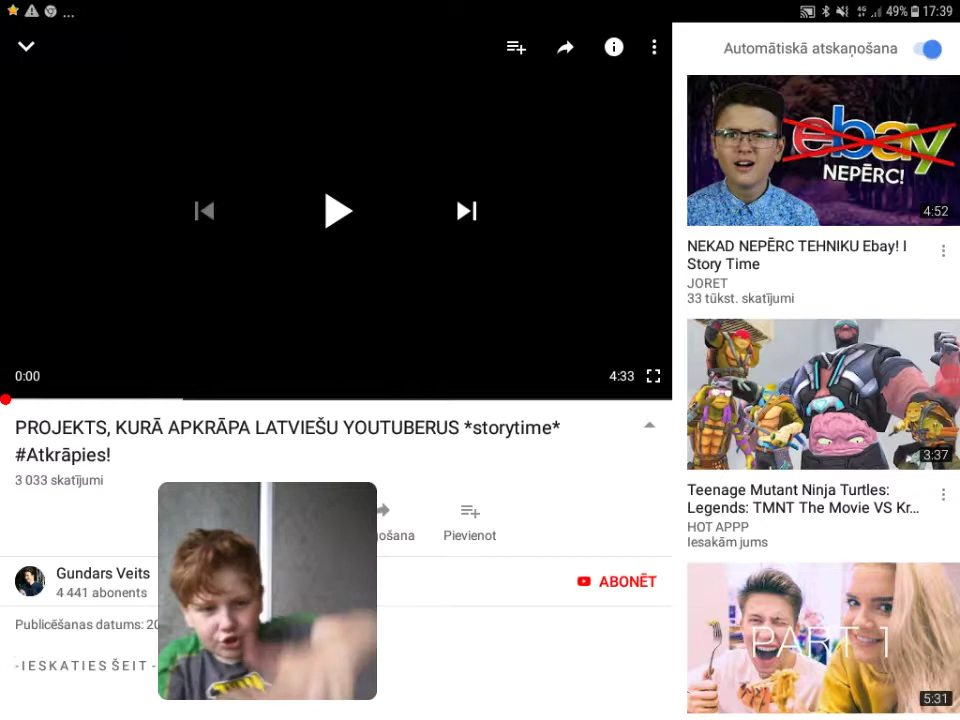 ...
49% 17:39
Automātiskā atskaņošana
ebay
NEPĒRC!
4:52
NEKAD NEPĒRC TEHNIKU Ebay! I
Story Time
JORET
33 tūkst. skatījumi
0:00
4:33
PROJEKTS, KURĀ APKRĀPA LATVIEŠU YOUTUBERUS *storytime*
#Atkrāpies!
3 033 skatījumi
ošana
Pievienot
Gundars Veits
4 441 abonents
ABONĒT
Publicēšanas datums: 20
- I E S K A T I E S Š E I T -
3:37
Teenage Mutant Ninja Turtles:
Legends: TMNT The Movie VS Kr...
HOT APPP
Iesakām jums
PART 1
5:31